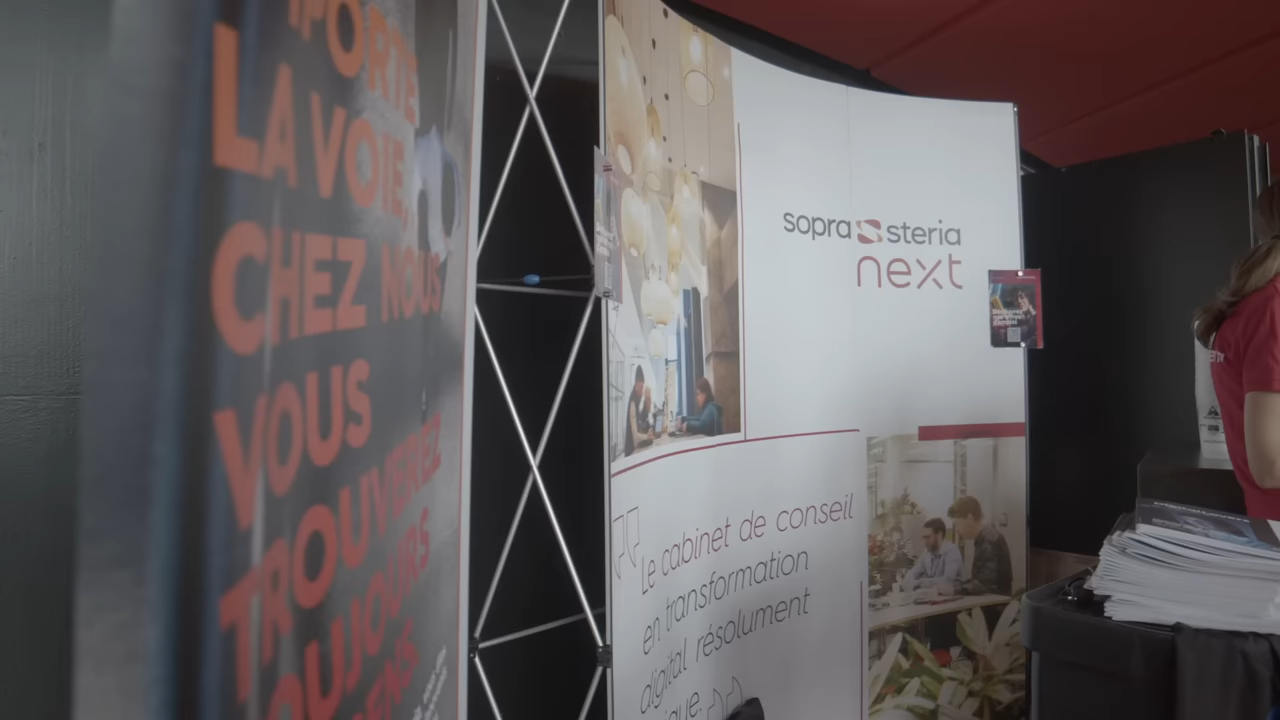 PORTE
LA VOIE,
CHEZ NOUS
VOUS
TROUVEREZ
TOUJOURS
sopra steria
next
Le cabinet de conseil
en transformation
digital résolument